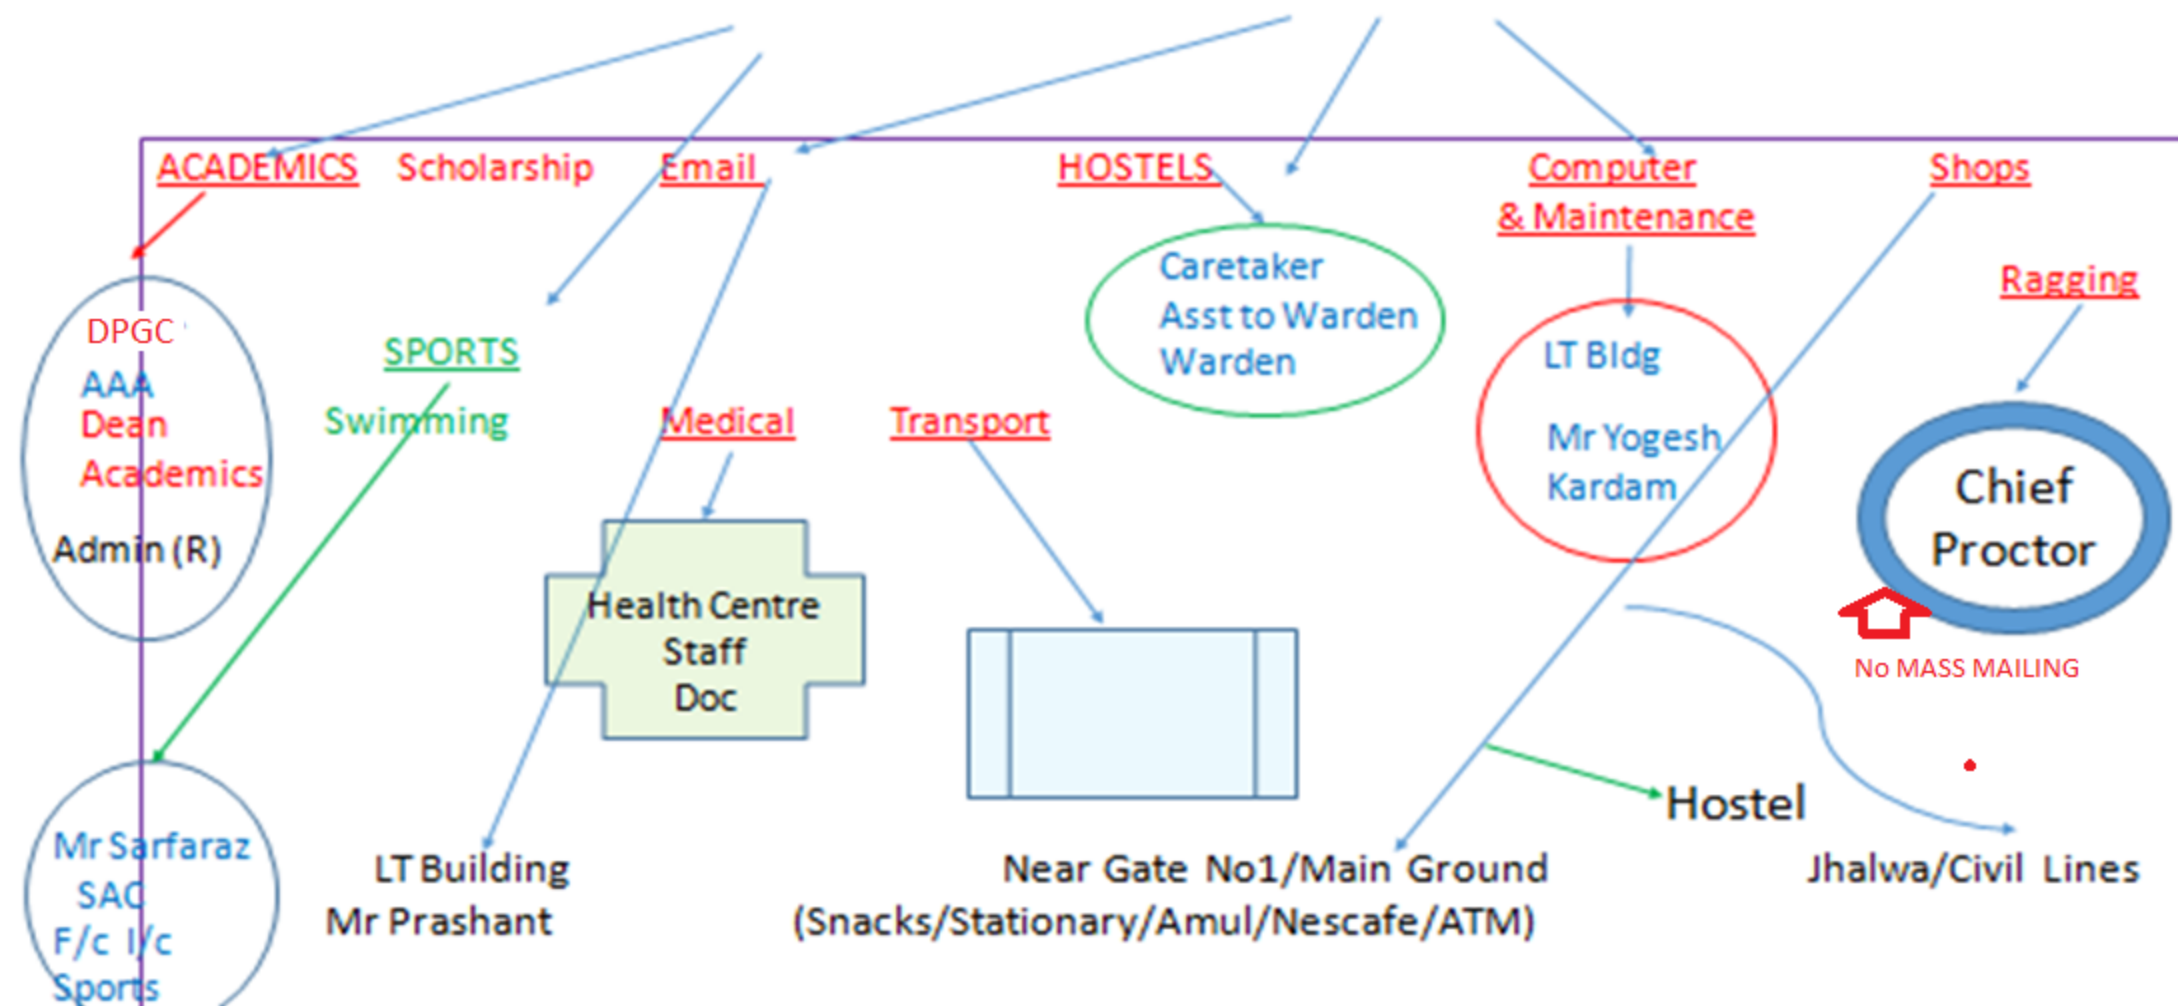 ACADEMICS Scholarship Email HOSTELS Computer Shops
& Maintenance
Caretaker
Asst to Warden
Warden
Ragging
DPGC
AAA
Dean
Academics
Admin (R)
SPORTS
Swimming
Medical
Transport
LT Bldg
Mr Yogesh
Kardam
Chief
Proctor
Health Centre
Staff
Doc
No MASS MAILING
Hostel
Mr Sarfaraz
SAC
F/c I/c
Sports
LT Building
Mr Prashant
Near Gate No1/Main Ground
(Snacks/Stationary/Amul/Nescafe/ATM)
Jhalwa/Civil Lines